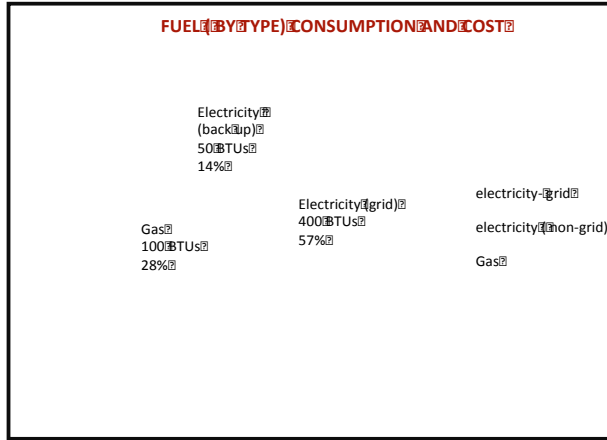 FUEL ( BY TYPE) CONSUMPTION AND COST
Electricity
(back up)
50 BTUs
14%
Electricity (grid)
400 BTUs
57%
Gas
100 BTUs
28%
electricity- grid
electricity (non-grid)
Gas